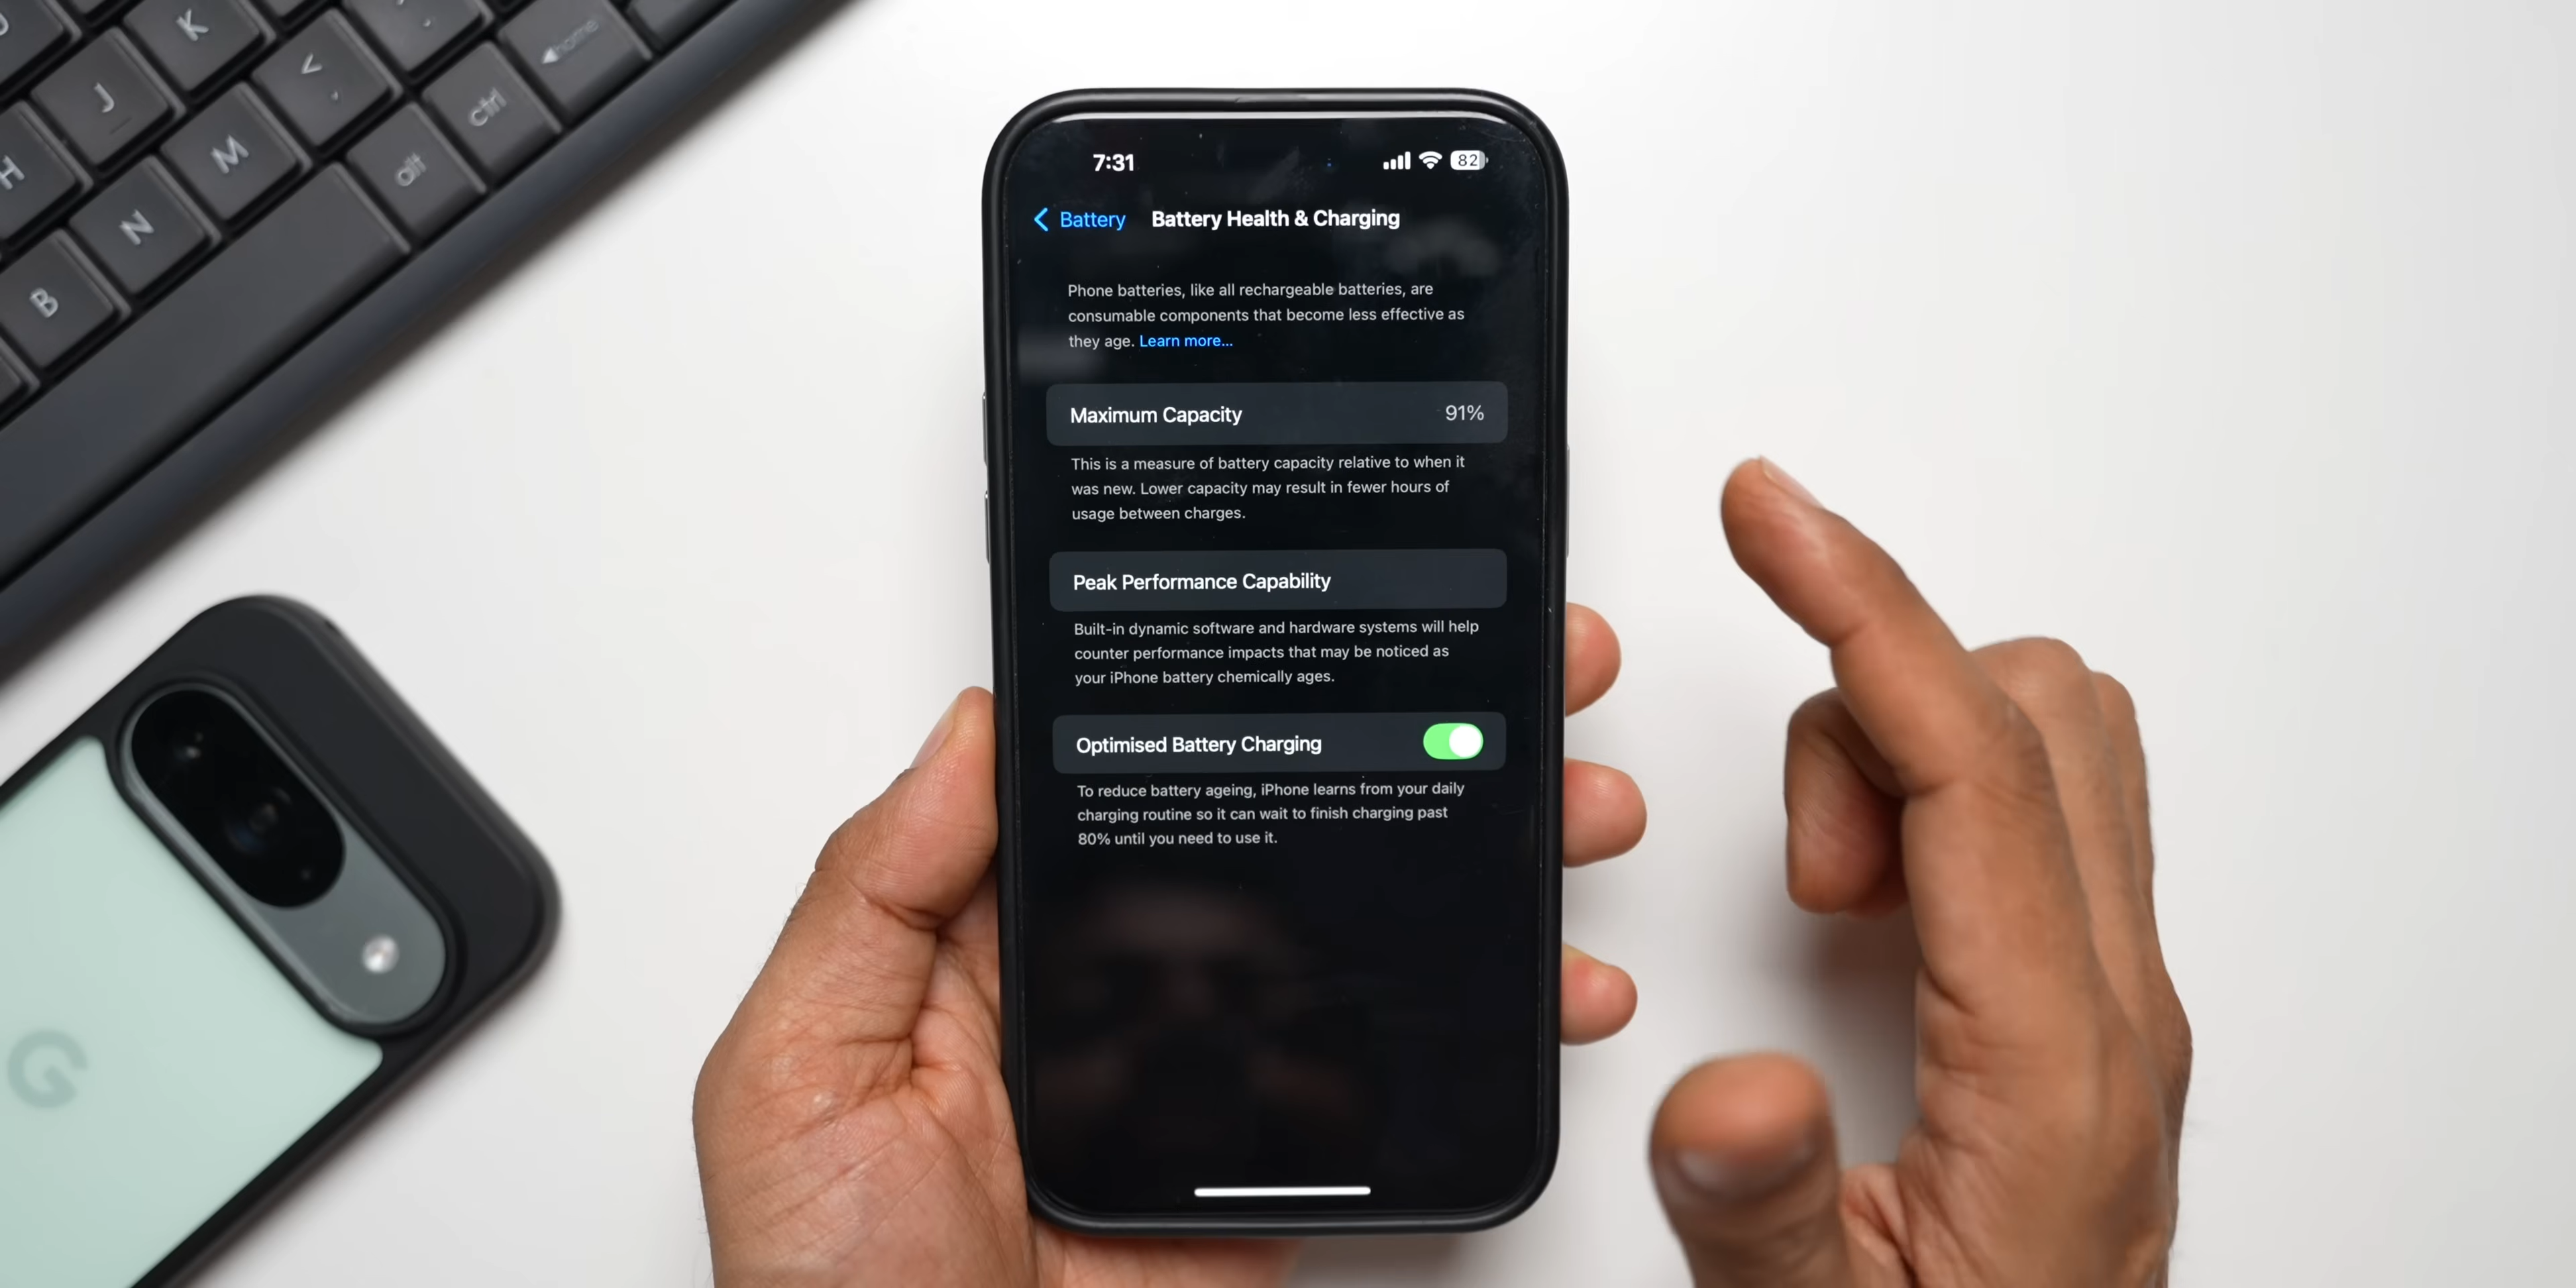 K
home
J
<
,
ctrl
H
M
alt
N
B
7:31
82
Battery
Battery Health & Charging
Phone batteries, like all rechargeable batteries, are
consumable components that become less effective as
they age. Learn more...
Maximum Capacity
91%
This is a measure of battery capacity relative to when it
was new. Lower capacity may result in fewer hours of
usage between charges.
Peak Performance Capability
Built-in dynamic software and hardware systems will help
counter performance impacts that may be noticed as
your iPhone battery chemically ages.
Optimised Battery Charging
To reduce battery ageing, iPhone learns from your daily
charging routine so it can wait to finish charging past
80% until you need to use it.
G